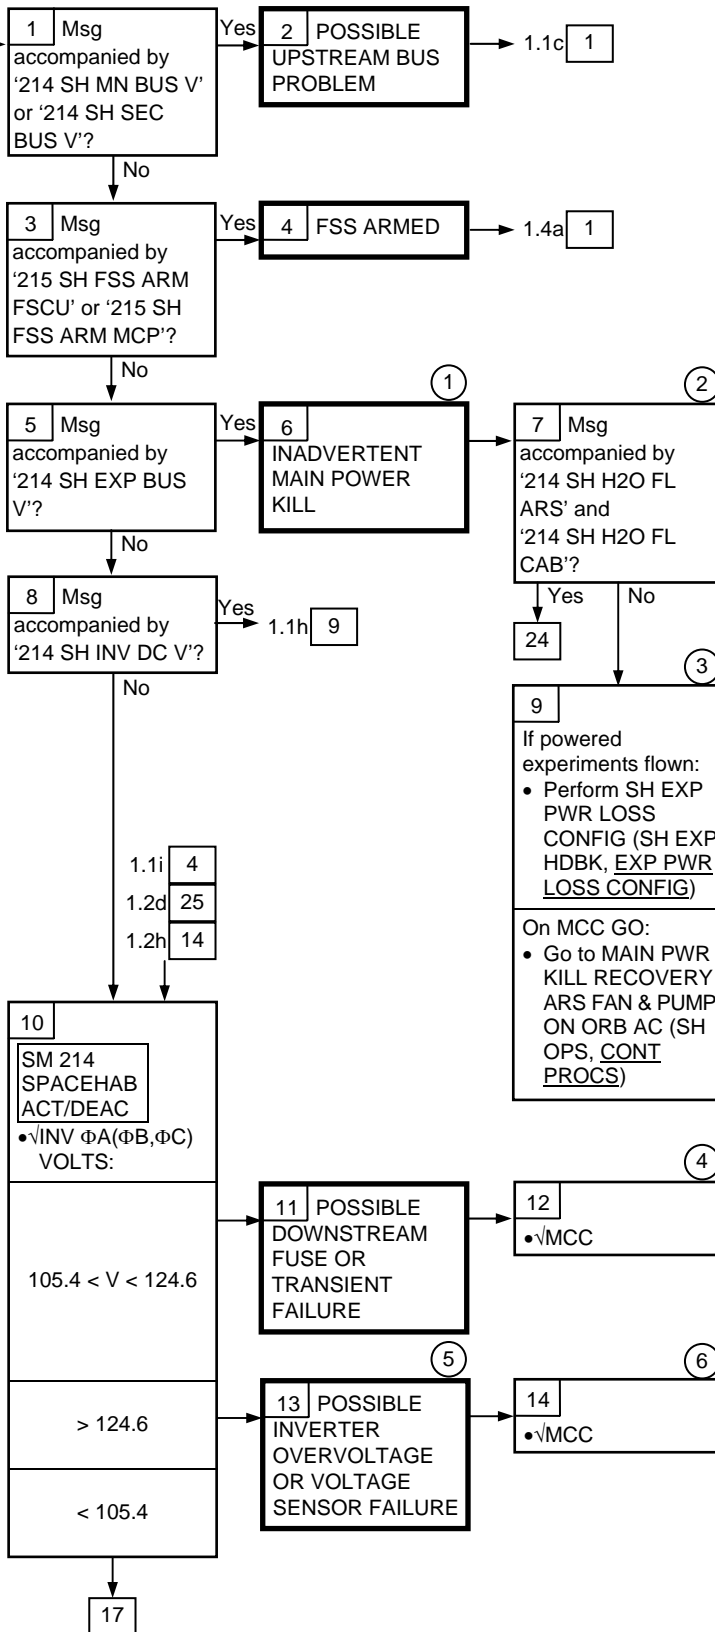 1 Msg
accompanied by
‘214 SH MN BUS V’
or ‘214 SH SEC
BUS V’?
Yes
2 POSSIBLE
UPSTREAM BUS
PROBLEM
1.1c 1
No
3 Msg
accompanied by
‘215 SH FSS ARM
FSCU’ or ‘215 SH
FSS ARM MCP’?
Yes
4 FSS ARMED
1.4a 1
No
5 Msg
accompanied by
‘214 SH EXP BUS
V’?
Yes
1
6
INADVERTENT
MAIN POWER
KILL
2
7 Msg
accompanied by
‘214 SH H2O FL
ARS’ and
‘214 SH H2O FL
CAB’?
Yes No
24
No
8 Msg
accompanied by
‘214 SH INV DC V’?
Yes
1.1h 9
No
3
9
If powered
experiments flown:
• Perform SH EXP
PWR LOSS
CONFIG (SH EXP
HDBK, EXP PWR
LOSS CONFIG)
On MCC GO:
• Go to MAIN PWR
KILL RECOVERY
ARS FAN & PUMP
ON ORB AC (SH
OPS, CONT
PROCS)
1.1i 4
1.2d 25
1.2h 14
10
SM 214
SPACEHAB
ACT/DEAC
•√INV ΦA(ΦB,ΦC)
VOLTS:
105.4 < V < 124.6
11 POSSIBLE
DOWNSTREAM
FUSE OR
TRANSIENT
FAILURE
4
12
•√MCC
> 124.6
5
13 POSSIBLE
INVERTER
OVERVOLTAGE
OR VOLTAGE
SENSOR FAILURE
6
14
•√MCC
< 105.4
17